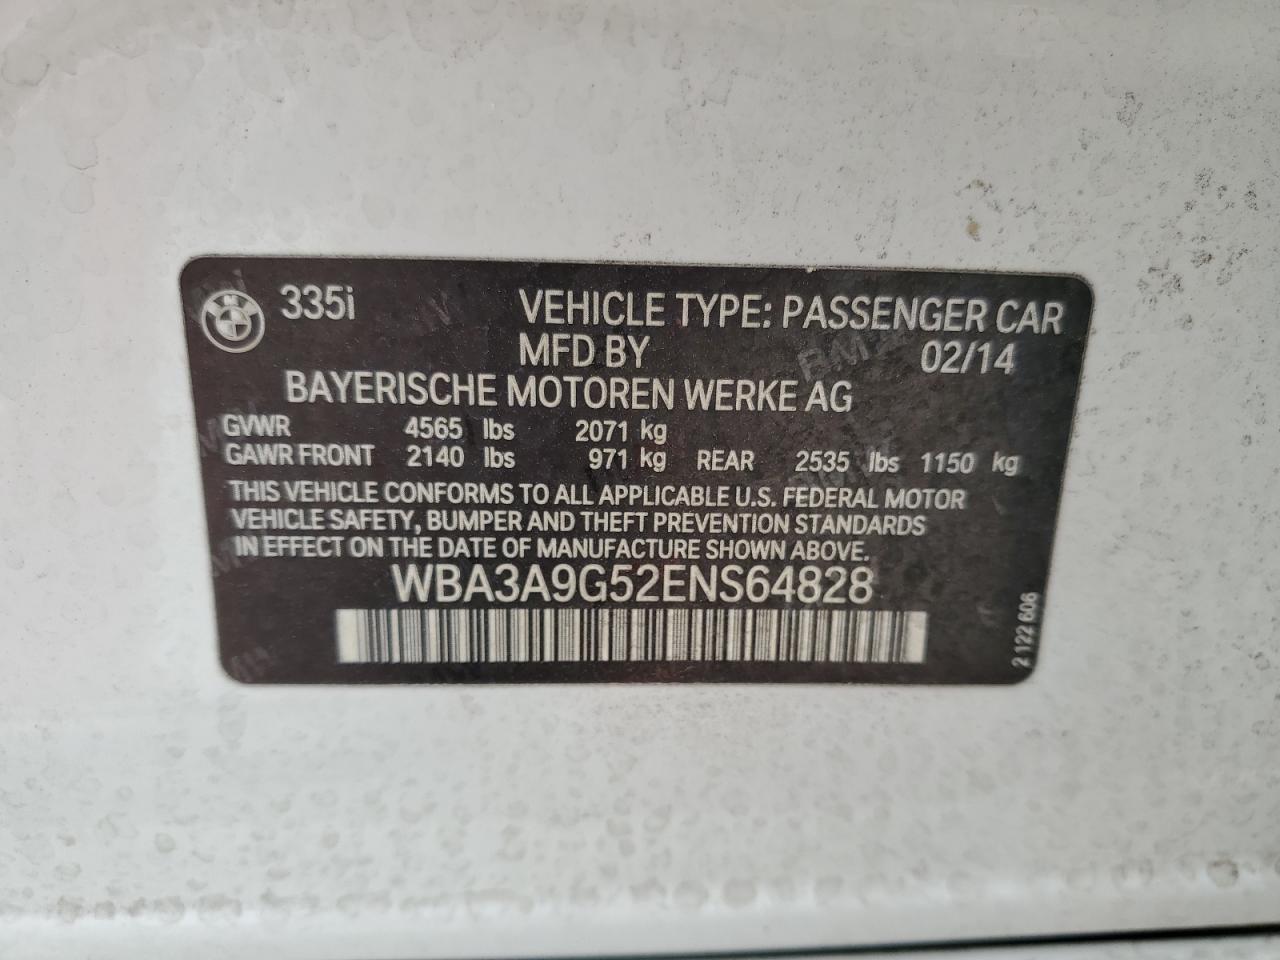 335i VEHICLE TYPE: PASSENGER CAR
MFD BY 02/14
BAYERISCHE MOTOREN WERKE AG
GVWR 4565 lbs 2071 kg
GAWR FRONT 2140 lbs 971 kg REAR 2535 lbs 1150 kg
THIS VEHICLE CONFORMS TO ALL APPLICABLE U.S. FEDERAL MOTOR
VEHICLE SAFETY, BUMPER AND THEFT PREVENTION STANDARDS
IN EFFECT ON THE DATE OF MANUFACTURE SHOWN ABOVE.
WBA3A9G52ENS64828
2 122 606